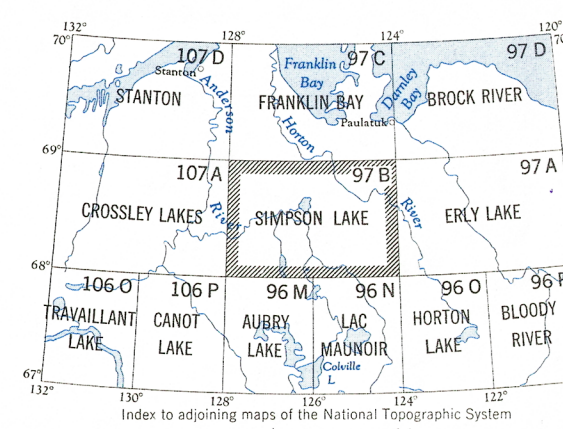 132°
128°
124°
120°
70°
70°
107 D
97 C
97 D
Stanton
STANTON
Anderson
Franklin
Bay
FRANKLIN BAY
Darnley
Bay
BROCK RIVER
Horton
Paulatuk
69°
69°
107 A
97 B
97 A
CROSSLEY LAKES
River
SIMPSON LAKE
River
ERLY LAKE
68°
68°
106 O
106 P
96 M
96 N
96 O
TRAVAILLANT
LAKE
CANOT
LAKE
AUBRY
LAKE
LAC
MAUNOIR
HORTON
LAKE
BLOODY
RIVER
Colville
L
67°
132°
130°
128°
126°
124°
122°
Index to adjoining maps of the National Topographic System